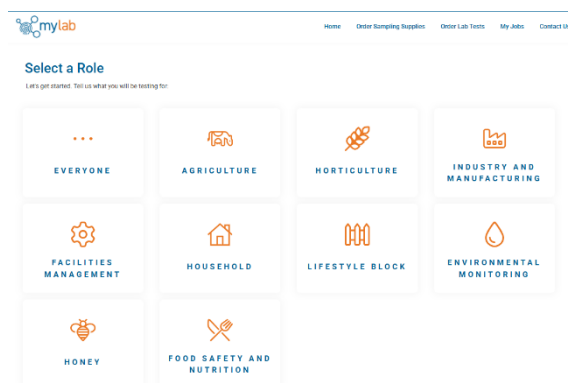 mylab
Home Order Sampling Supplies Order Lab Tests My Jobs Contact Us
Select a Role
Let's get started. Tell us what you will be testing for.
EVERYONE
AGRICULTURE
HORTICULTURE
INDUSTRY AND
MANUFACTURING
FACILITIES
MANAGEMENT
HOUSEHOLD
LIFESTYLE BLOCK
ENVIRONMENTAL
MONITORING
HONEY
FOOD SAFETY AND
NUTRITION